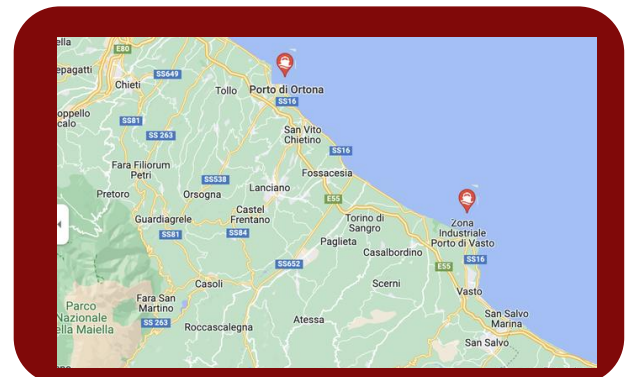 ella
E80
epagatti
SS649
Chieti
Tollo
Porto di Ortona
SS16
oppello
calo
SS81
SS 263
San Vito
Chietino
SS16
Fara Filiorum
Petri
Fossacesia
SS538
Lanciano
Pretoro
Orsogna
E55
Guardiagrele
Castel
Frentano
Torino di
Sangro
Zona
Industriale
Porto di Vasto
SS81
SS84
Paglieta
Casalbordino
SS16
SS652
E55
Casoli
Scerni
Vasto
Parco
Nazionale
ella Maiella
Fara San
Martino
SS 263
Roccascalegna
Atessa
San Salvo
Marina
San Salvo